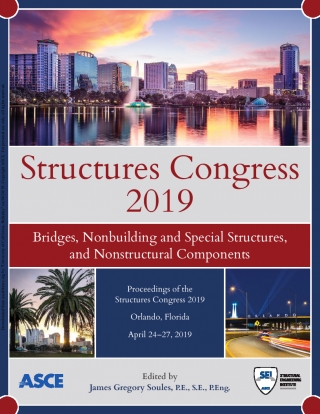 Structures Congress
2019
Bridges, Nonbuilding and Special Structures,
and Nonstructural Components
Proceedings of the
Structures Congress 2019
Orlando, Florida
April 24–27, 2019
Edited by
James Gregory Soules, P.E., S.E., P.Eng.
ASCE
SEI
STRUCTURAL
ENGINEERING
INSTITUTE